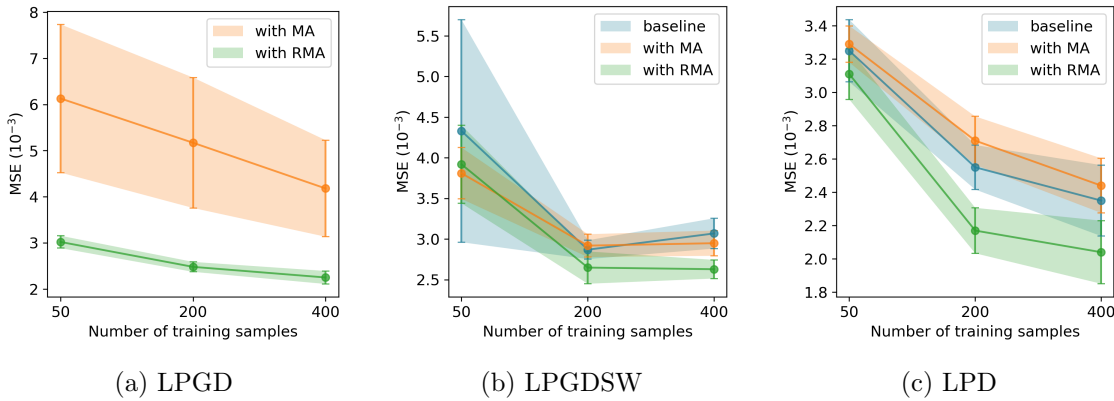 8
7
6
5
4
3
2
MSE (10⁻³)
with MA
with RMA
50
200
400
Number of training samples
(a) LPGD
5.5
5.0
4.5
4.0
3.5
3.0
2.5
MSE (10⁻³)
baseline
with MA
with RMA
50
200
400
Number of training samples
(b) LPGDSW
3.4
3.2
3.0
2.8
2.6
2.4
2.2
2.0
1.8
MSE (10⁻³)
baseline
with MA
with RMA
50
200
400
Number of training samples
(c) LPD